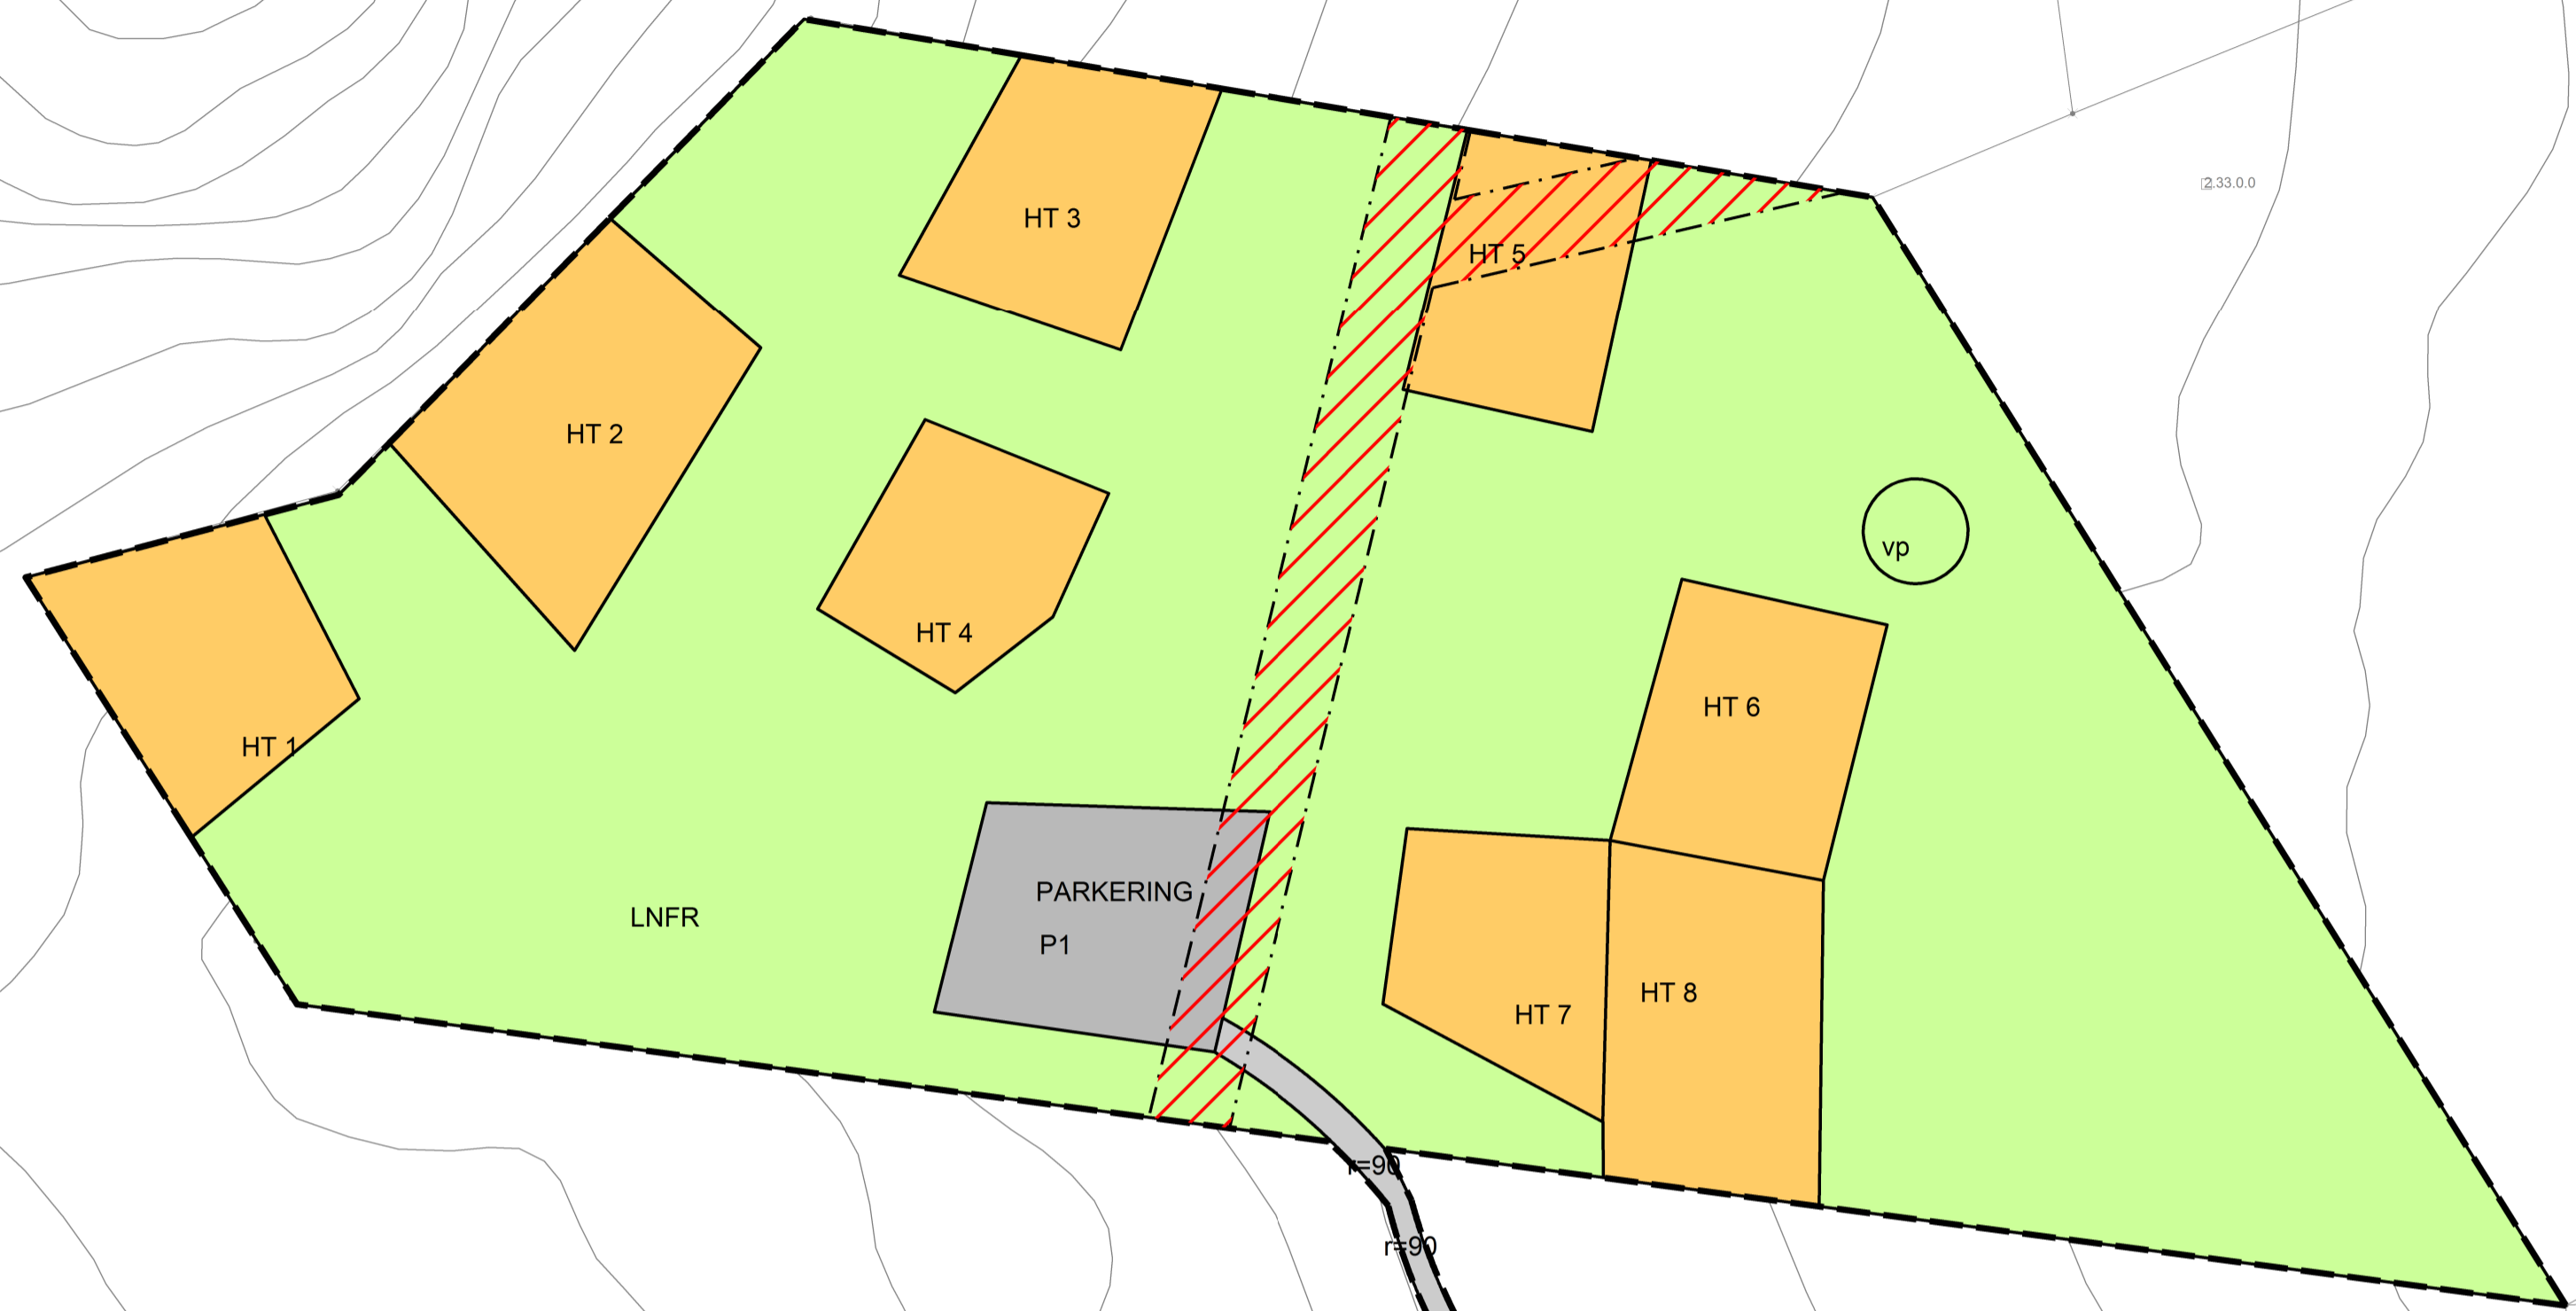 2.33.0.0
HT 3
HT 5
HT 2
vp
HT 4
HT 6
HT 1
PARKERING
LNFR
P1
HT 8
HT 7
r=90
r=90